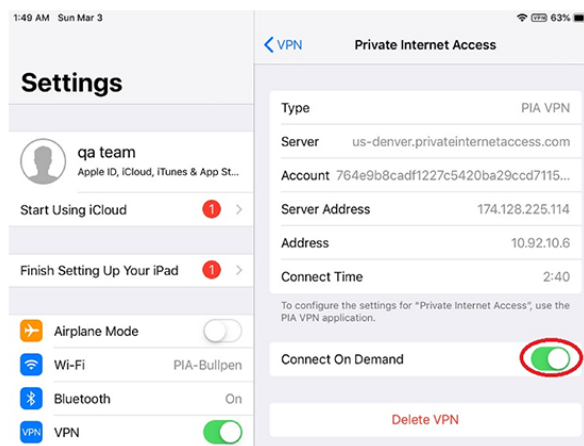 1:49 AM Sun Mar 3
VPN 63%
Settings
qa team
Apple ID, iCloud, iTunes & App St...
Start Using iCloud 1
Finish Setting Up Your iPad 1
Airplane Mode
Wi-Fi PIA-Bullpen
Bluetooth On
VPN VPN
VPN Private Internet Access
Type PIA VPN
Server us-denver.privateinternetaccess.com
Account 764e9b8cadf1227c5420ba29ccd7115...
Server Address 174.128.225.114
Address 10.92.10.6
Connect Time 2:40
To configure the settings for "Private Internet Access", use the
PIA VPN application.
Connect On Demand
Delete VPN